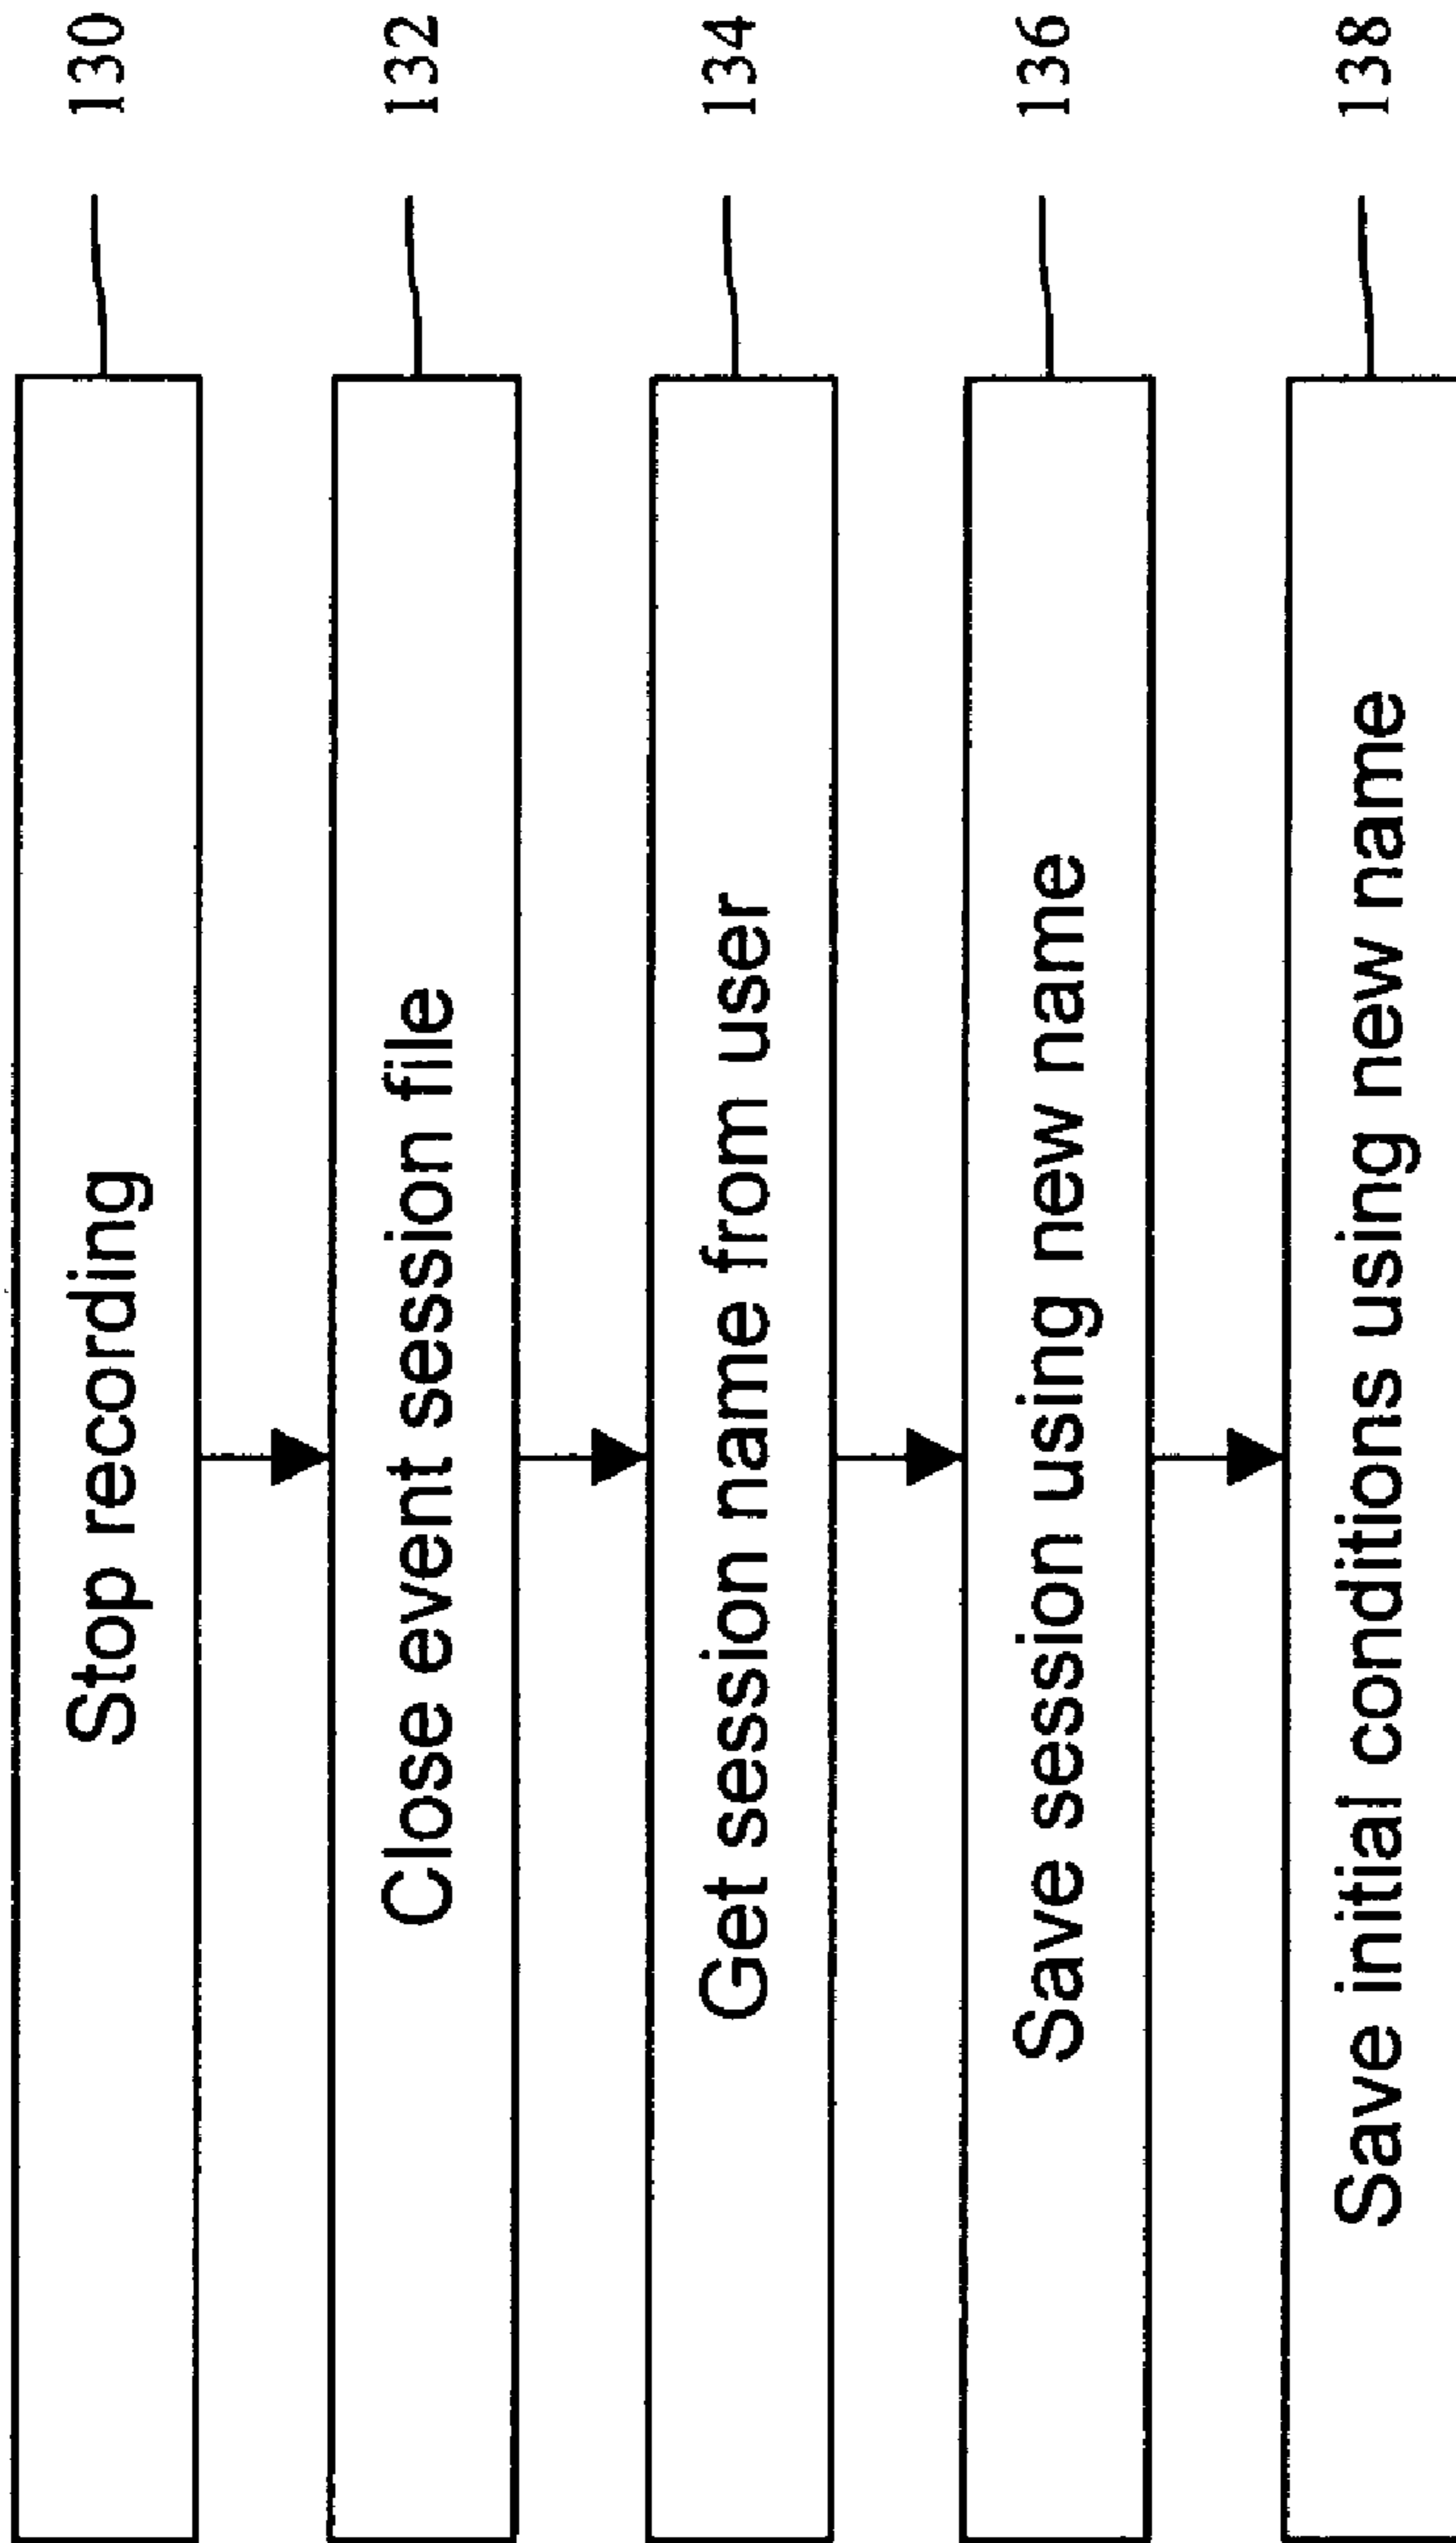 Stop recording 130
Close event session file 132
Get session name from user 134
Save session using new name 136
Save initial conditions using new name 138